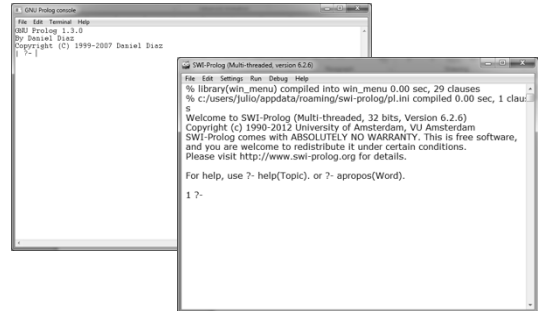 GNU Prolog console
File Edit Terminal Help
GNU Prolog 1.3.0
By Daniel Diaz
Copyright (C) 1999-2007 Daniel Diaz
| ?-
SWI-Prolog (Multi-threaded, version 6.2.6)
File Edit Settings Run Debug Help
% library(win_menu) compiled into win_menu 0.00 sec, 29 clauses
% c:/users/julio/appdata/roaming/swi-prolog/pl.ini compiled 0.00 sec, 1 clau
s
Welcome to SWI-Prolog (Multi-threaded, 32 bits, Version 6.2.6)
Copyright (c) 1990-2012 University of Amsterdam, VU Amsterdam
SWI-Prolog comes with ABSOLUTELY NO WARRANTY. This is free software,
and you are welcome to redistribute it under certain conditions.
Please visit http://www.swi-prolog.org for details.
For help, use ?- help(Topic). or ?- apropos(Word).
1 ?-